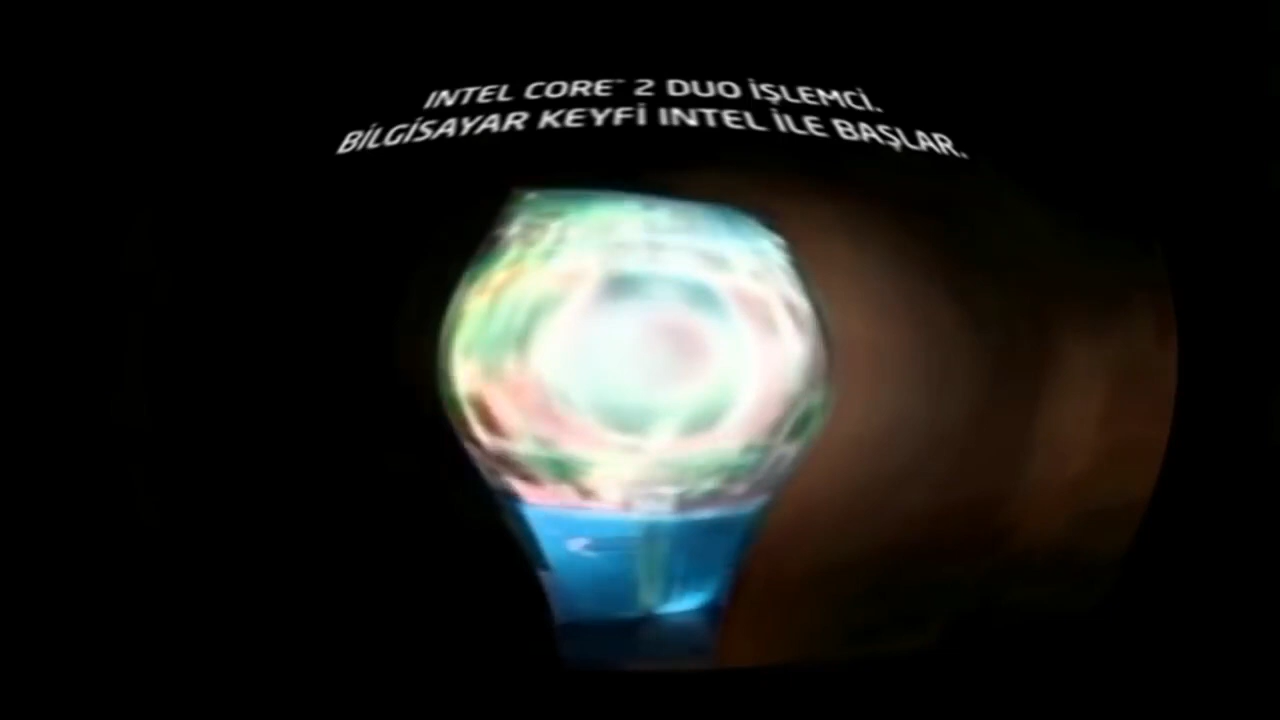 INTEL CORE™ 2 DUO İŞLEMCİ.
BİLGİSAYAR KEYFİ INTEL İLE BAŞLAR.